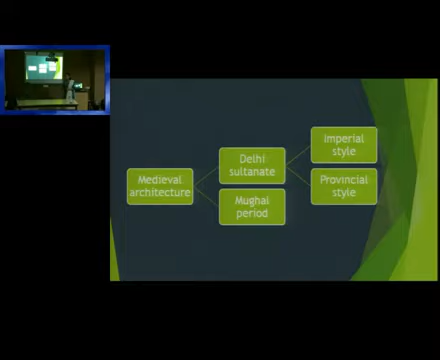 Medieval
architecture
Delhi
sultanate
Mughal
period
Imperial
style
Provincial
style